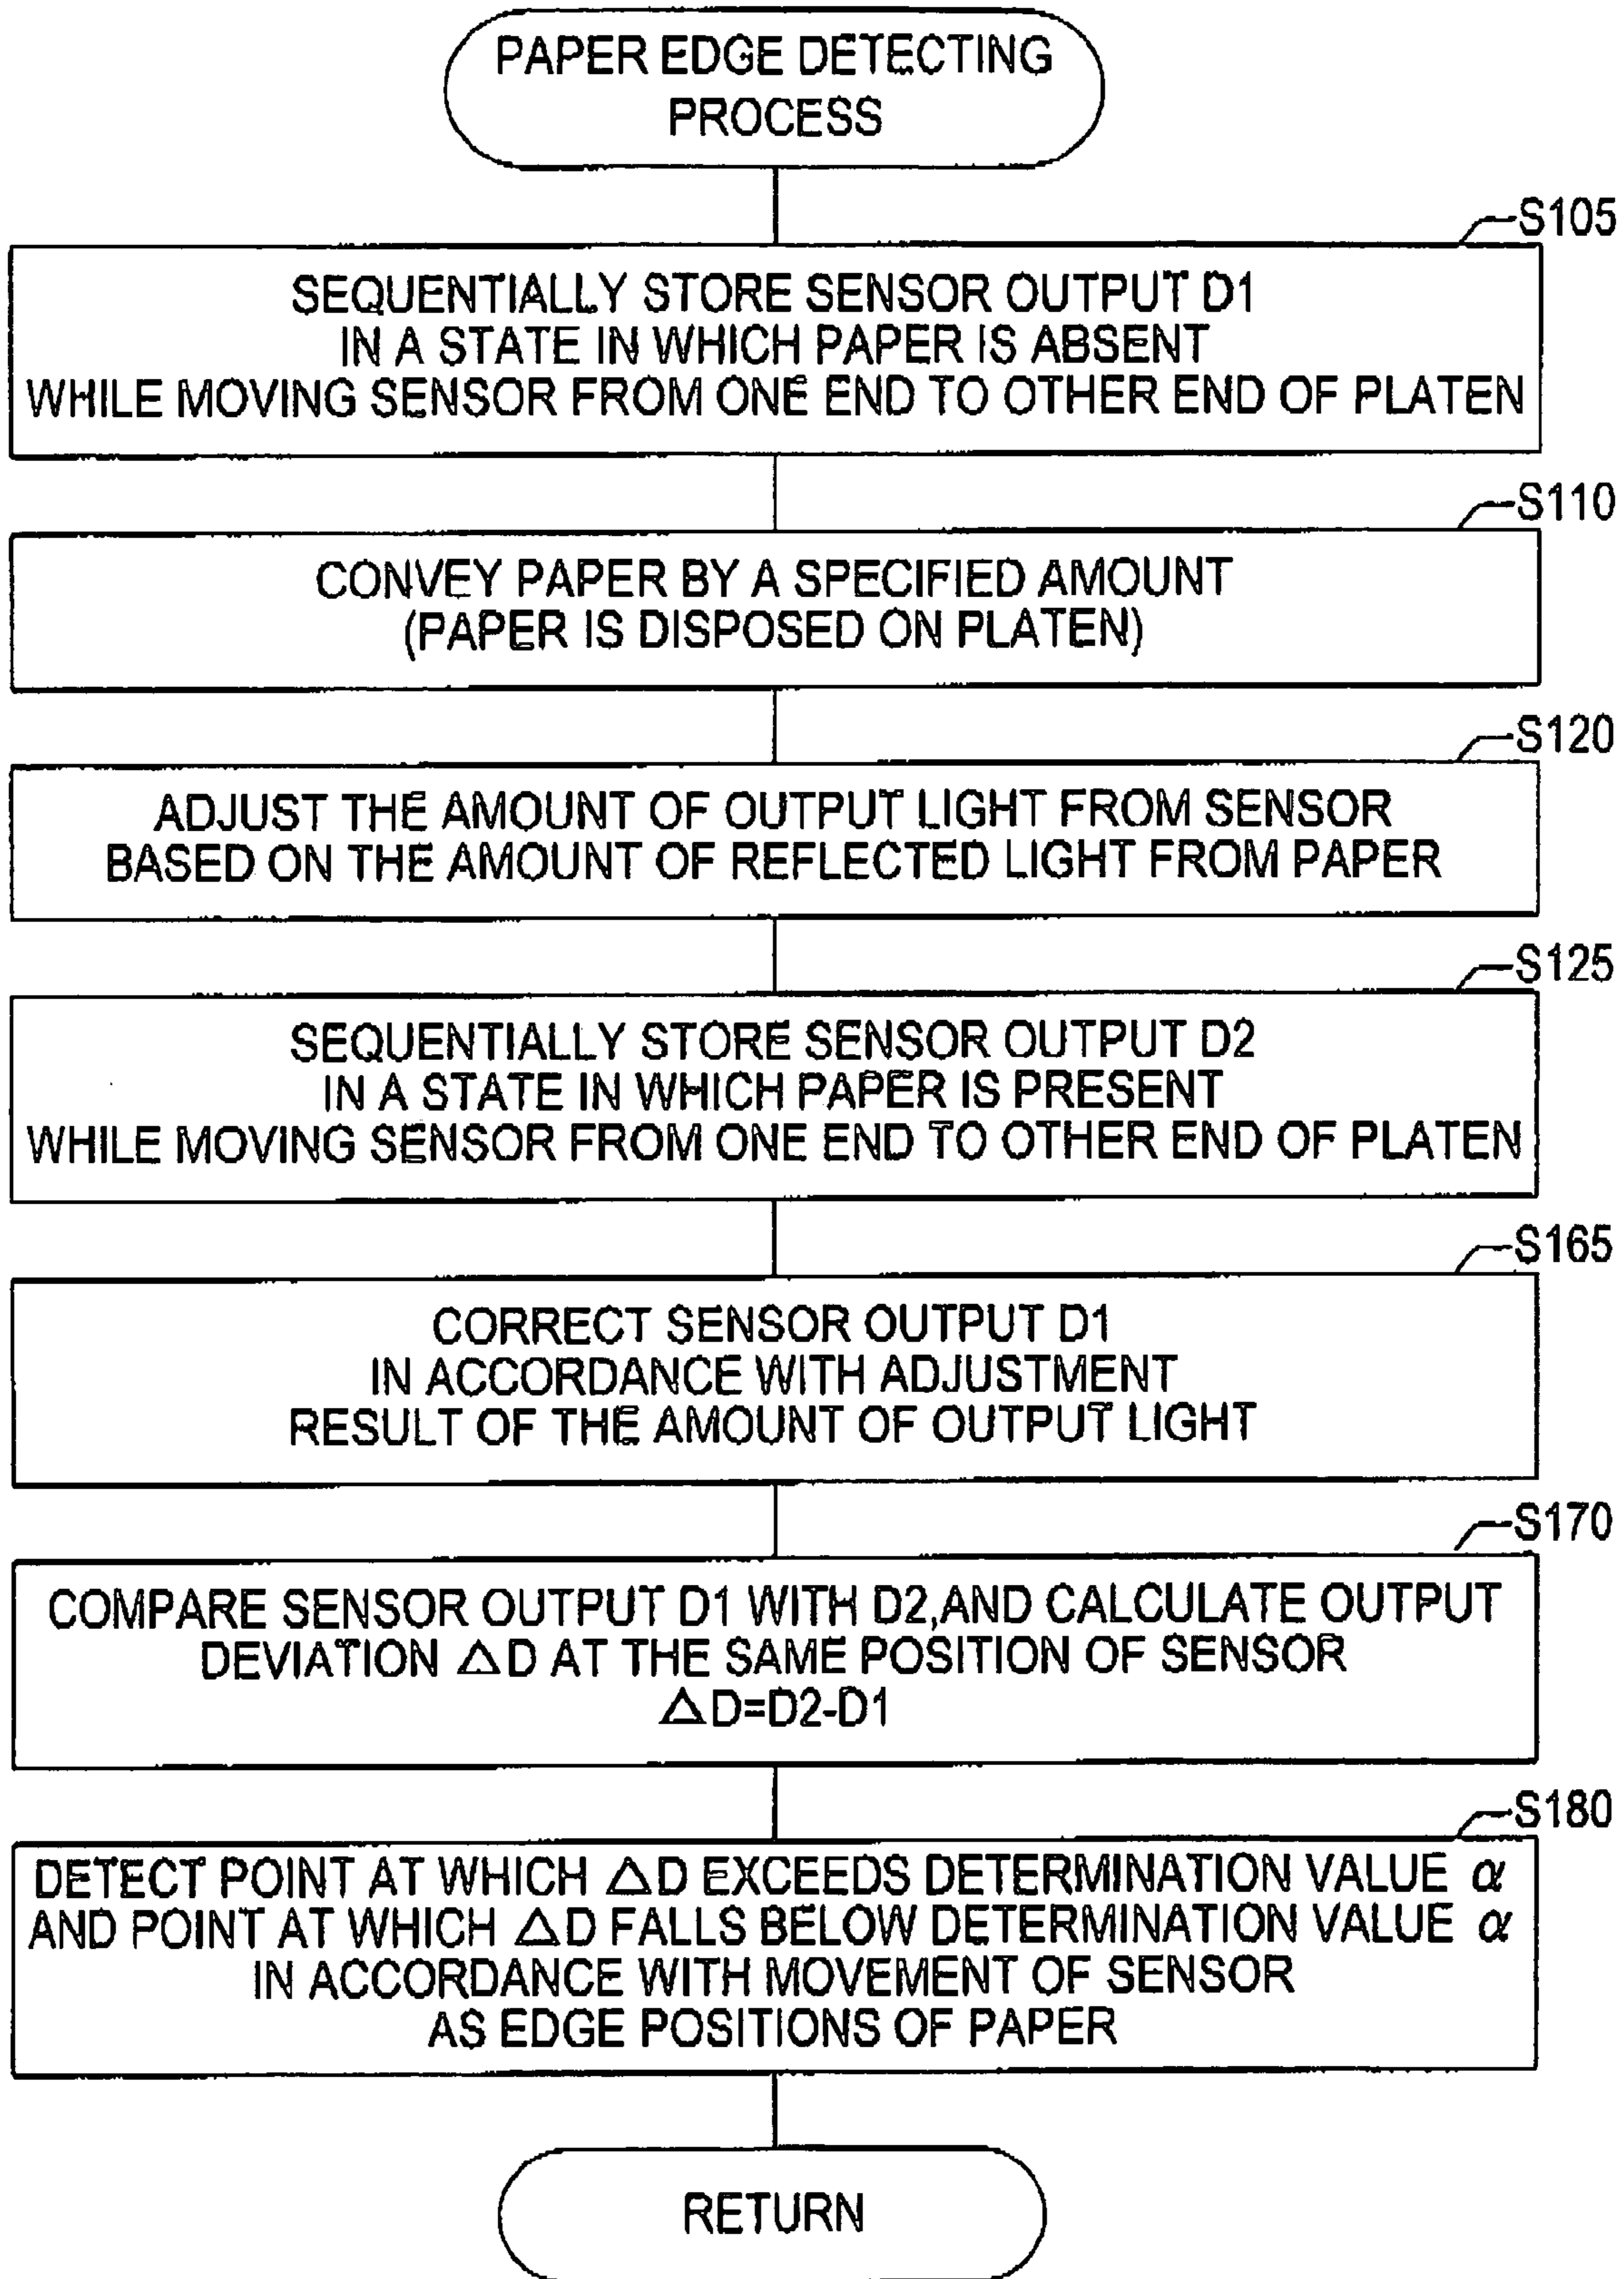 PAPER EDGE DETECTING
PROCESS
S105
SEQUENTIALLY STORE SENSOR OUTPUT D1
IN A STATE IN WHICH PAPER IS ABSENT
WHILE MOVING SENSOR FROM ONE END TO OTHER END OF PLATEN
S110
CONVEY PAPER BY A SPECIFIED AMOUNT
(PAPER IS DISPOSED ON PLATEN)
S120
ADJUST THE AMOUNT OF OUTPUT LIGHT FROM SENSOR
BASED ON THE AMOUNT OF REFLECTED LIGHT FROM PAPER
S125
SEQUENTIALLY STORE SENSOR OUTPUT D2
IN A STATE IN WHICH PAPER IS PRESENT
WHILE MOVING SENSOR FROM ONE END TO OTHER END OF PLATEN
S165
CORRECT SENSOR OUTPUT D1
IN ACCORDANCE WITH ADJUSTMENT
RESULT OF THE AMOUNT OF OUTPUT LIGHT
S170
COMPARE SENSOR OUTPUT D1 WITH D2,AND CALCULATE OUTPUT
DEVIATION △D AT THE SAME POSITION OF SENSOR
△D=D2-D1
S180
DETECT POINT AT WHICH △D EXCEEDS DETERMINATION VALUE α
AND POINT AT WHICH △D FALLS BELOW DETERMINATION VALUE α
IN ACCORDANCE WITH MOVEMENT OF SENSOR
AS EDGE POSITIONS OF PAPER
RETURN